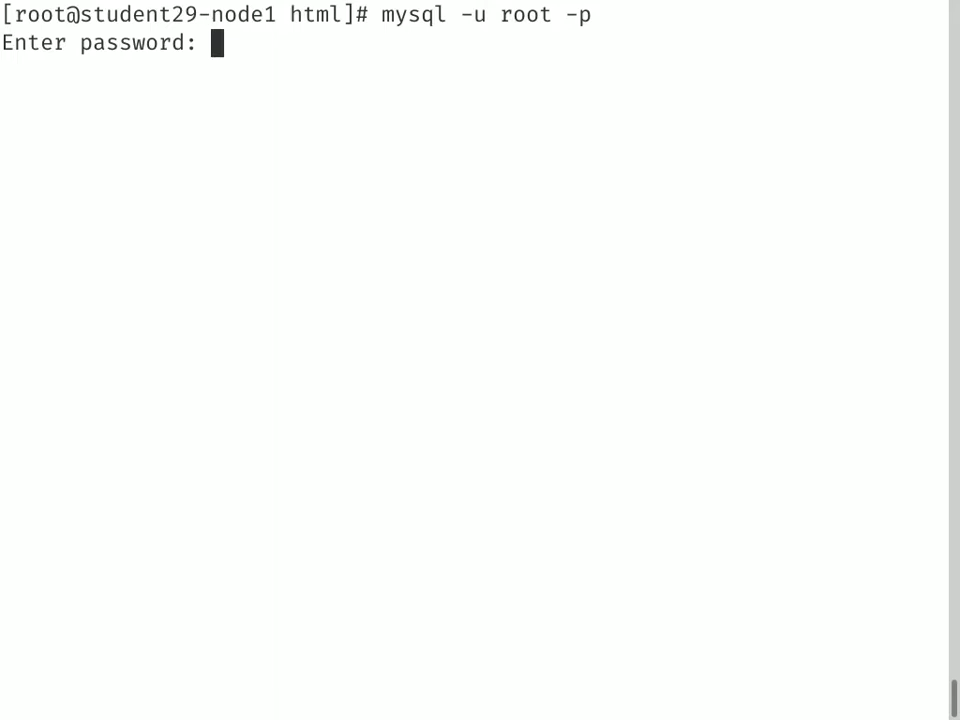 [root@student29-node1 html]# mysql -u root -p
Enter password: